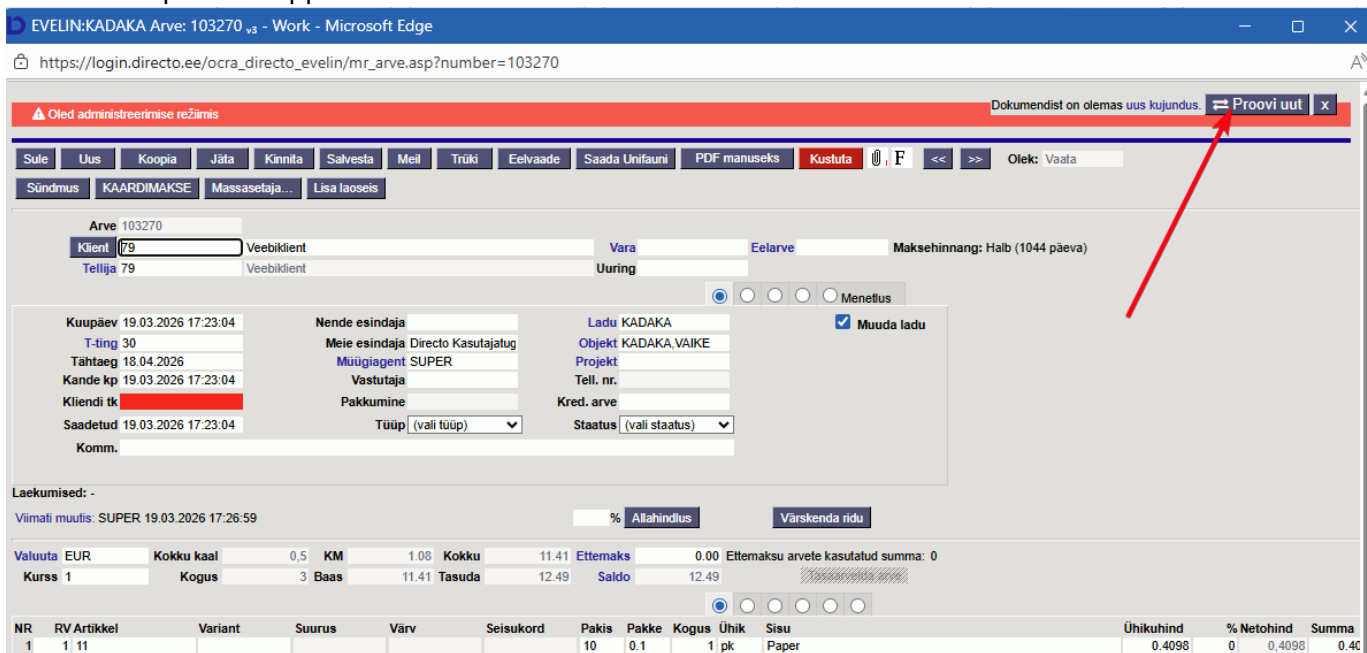 EVELIN:KADAKA Arve: 103270 v3 - Work - Microsoft Edge
https://login.directo.ee/ocra_directo_evelin/mr_arve.asp?number=103270
Oled administreerimise režiimis Dokumendist on olemas uus kujundus. Proovi uut x
Sule Uus Koopia Jäta Kinnita Salvesta Meil Trüki Eelvaade Saada Unifauni PDF manuseks Kustuta F << >> Olek: Vaata
Sündmus KAARDIMAKSE Massasetaja... Lisa laoseis
Arve 103270
Klient 79 Veebiklient Vara Eelarve Maksehinnang: Halb (1044 päeva)
Tellija 79 Veebiklient Uuring
Menetlus
Kuupäev 19.03.2026 17:23:04 Nende esindaja Ladu KADAKA Muuda ladu
T-ting 30 Meie esindaja Directo Kasutajatug Objekt KADAKA,VAIKE
Tähtaeg 18.04.2026 Müügiagent SUPER Projekt
Kande kp 19.03.2026 17:23:04 Vastutaja Tell. nr.
Kliendi tk Pakkumine Kred. arve
Saadetud 19.03.2026 17:23:04 Tüüp (vali tüüp) Staatus (vali staatus)
Komm.
Laekumised: -
Viimati muutis: SUPER 19.03.2026 17:26:59 % Allahindlus Värskenda ridu
Valuuta EUR Kokku kaal 0,5 KM 1.08 Kokku 11.41 Ettemaks 0.00 Ettemaksu arvete kasutatud summa: 0
Kurss 1 Kogus 3 Baas 11.41 Tasuda 12.49 Saldo 12.49 Tasaarvelda arve
NR RV Artikkel Variant Suurus Värv Seisukord Pakis Pakke Kogus Ühik Sisu Ühikuhind % Netohind Summa
1 1 11 10 0.1 1 pk Paper 0.4098 0 0,4098 0.40